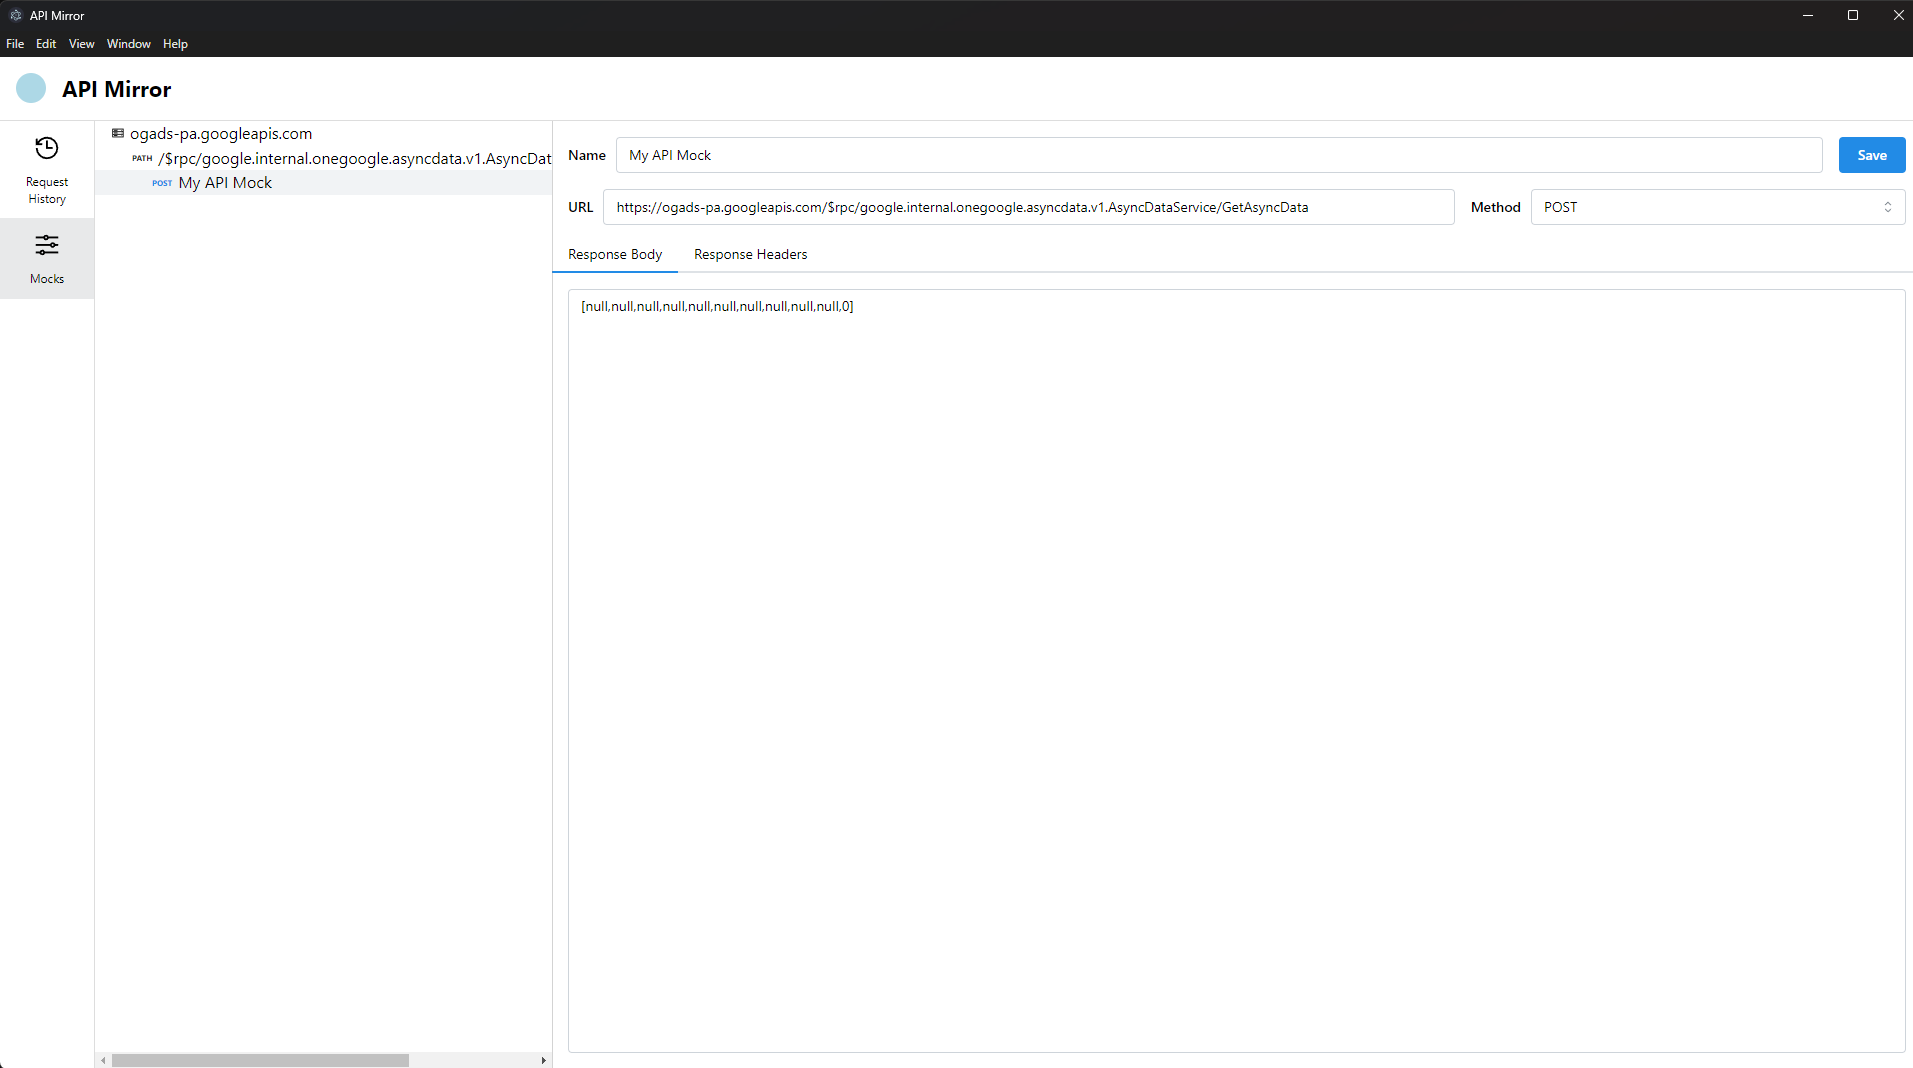 API Mirror
File Edit View Window Help
API Mirror
Request
History
Mocks
ogads-pa.googleapis.com
PATH /$rpc/google.internal.onegoogle.asyncdata.v1.AsyncDat
POST My API Mock
Name My API Mock Save
URL https://ogads-pa.googleapis.com/$rpc/google.internal.onegoogle.asyncdata.v1.AsyncDataService/GetAsyncData Method POST
Response Body Response Headers
[null,null,null,null,null,null,null,null,null,null,0]